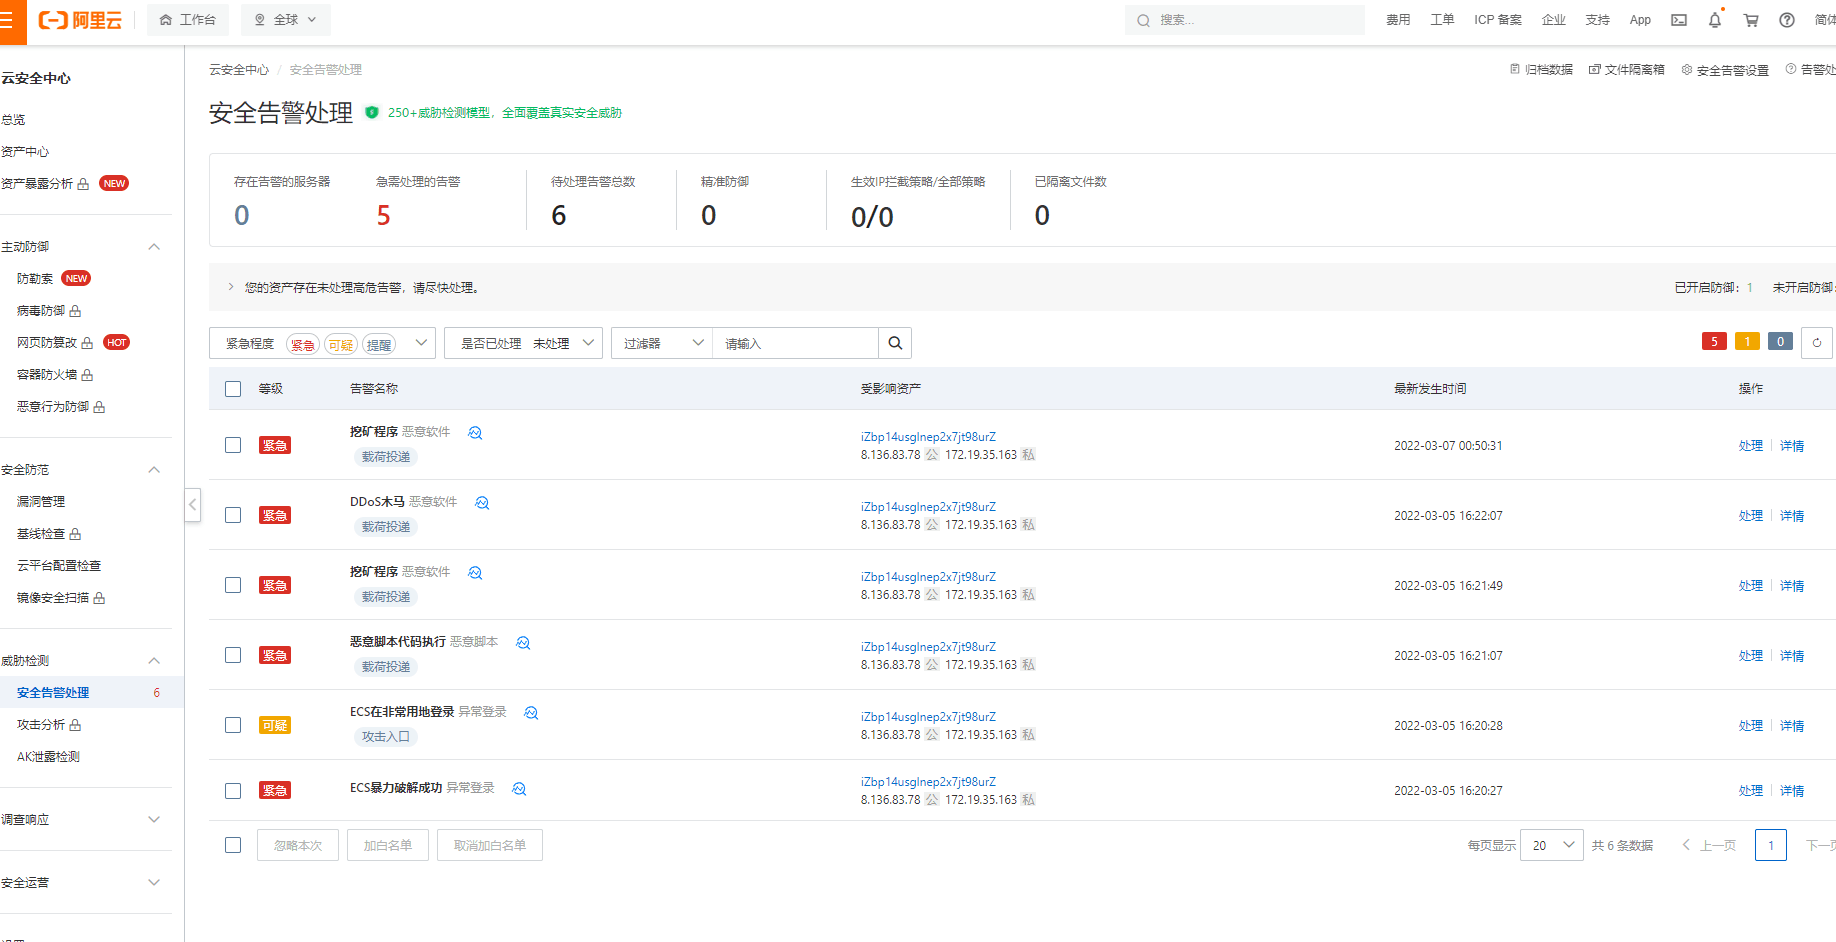 阿里云
工作台
全球
搜索...
费用
工单
ICP 备案
企业
支持
App
简体
云安全中心
总览
资产中心
资产暴露分析 NEW
主动防御
防勒索 NEW
病毒防御
网页防篡改 HOT
容器防火墙
恶意行为防御
安全防范
漏洞管理
基线检查
云平台配置检查
镜像安全扫描
威胁检测
安全告警处理 6
攻击分析
AK泄露检测
调查响应
安全运营
云安全中心 / 安全告警处理
归档数据 文件隔离箱 安全告警设置 告警处
安全告警处理 250+威胁检测模型，全面覆盖真实安全威胁
存在告警的服务器 急需处理的告警 待处理告警总数 精准防御 生效IP拦截策略/全部策略 已隔离文件数
0 5 6 0 0/0 0
您的资产存在未处理高危告警，请尽快处理。 已开启防御: 1 未开启防御:
紧急程度 紧急 可疑 提醒 是否已处理 未处理 过滤器 请输入 5 1 0
等级 告警名称 受影响资产 最新发生时间 操作
紧急 挖矿程序 恶意软件 载荷投递 iZbp14usglnep2x7jt98urZ
8.136.83.78 公 172.19.35.163 私 2022-03-07 00:50:31 处理 详情
紧急 DDoS木马 恶意软件 载荷投递 iZbp14usglnep2x7jt98urZ
8.136.83.78 公 172.19.35.163 私 2022-03-05 16:22:07 处理 详情
紧急 挖矿程序 恶意软件 载荷投递 iZbp14usglnep2x7jt98urZ
8.136.83.78 公 172.19.35.163 私 2022-03-05 16:21:49 处理 详情
紧急 恶意脚本代码执行 恶意脚本 载荷投递 iZbp14usglnep2x7jt98urZ
8.136.83.78 公 172.19.35.163 私 2022-03-05 16:21:07 处理 详情
可疑 ECS在非常用地登录 异常登录 攻击入口 iZbp14usglnep2x7jt98urZ
8.136.83.78 公 172.19.35.163 私 2022-03-05 16:20:28 处理 详情
紧急 ECS暴力破解成功 异常登录 iZbp14usglnep2x7jt98urZ
8.136.83.78 公 172.19.35.163 私 2022-03-05 16:20:27 处理 详情
忽略本次 加白名单 取消加白名单 每页显示 20 共 6 条数据 上一页 1 下一页